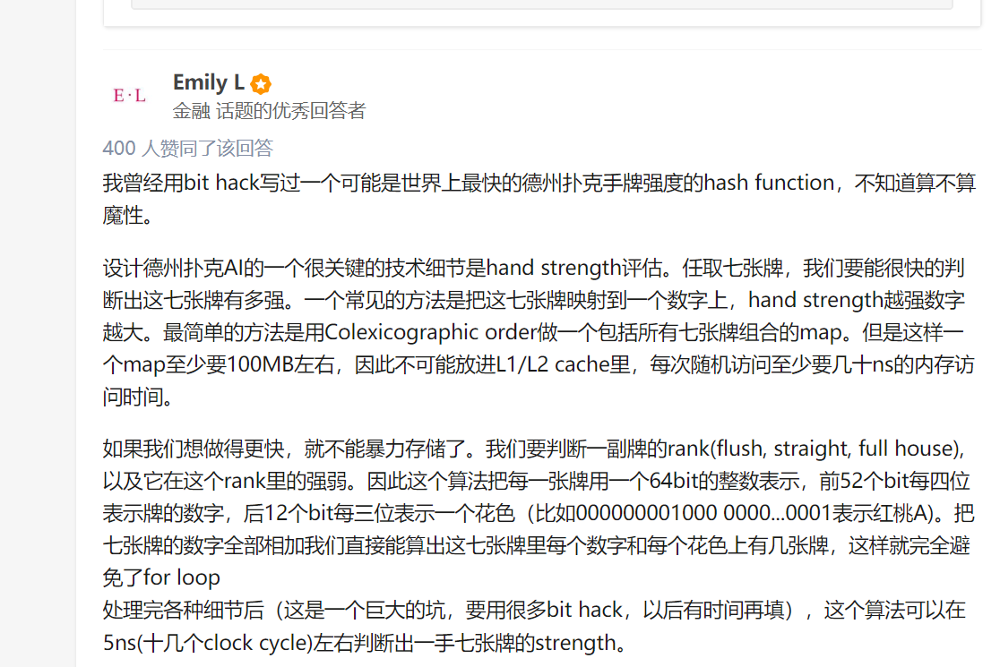 E·L
Emily L
金融 话题的优秀回答者
400 人赞同了该回答
我曾经用bit hack写过一个可能是世界上最快的德州扑克手牌强度的hash function，不知道算不算
魔性。
设计德州扑克AI的一个很关键的技术细节是hand strength评估。任取七张牌，我们要能很快的判
断出这七张牌有多强。一个常见的方法是把这七张牌映射到一个数字上，hand strength越强数字
越大。最简单的方法是用Colexicographic order做一个包括所有七张牌组合的map。但是这样一
个map至少要100MB左右，因此不可能放进L1/L2 cache里，每次随机访问至少要几十ns的内存访
问时间。
如果我们想做得更快，就不能暴力存储了。我们要判断一副牌的rank(flush, straight, full house),
以及它在这个rank里的强弱。因此这个算法把每一张牌用一个64bit的整数表示，前52个bit每四位
表示牌的数字，后12个bit每三位表示一个花色（比如000000001000 0000...0001表示红桃A)。把
七张牌的数字全部相加我们直接能算出这七张牌里每个数字和每个花色上有几张牌，这样就完全避
免了for loop
处理完各种细节后（这是一个巨大的坑，要用很多bit hack，以后有时间再填），这个算法可以在
5ns(十几个clock cycle)左右判断出一手七张牌的strength。